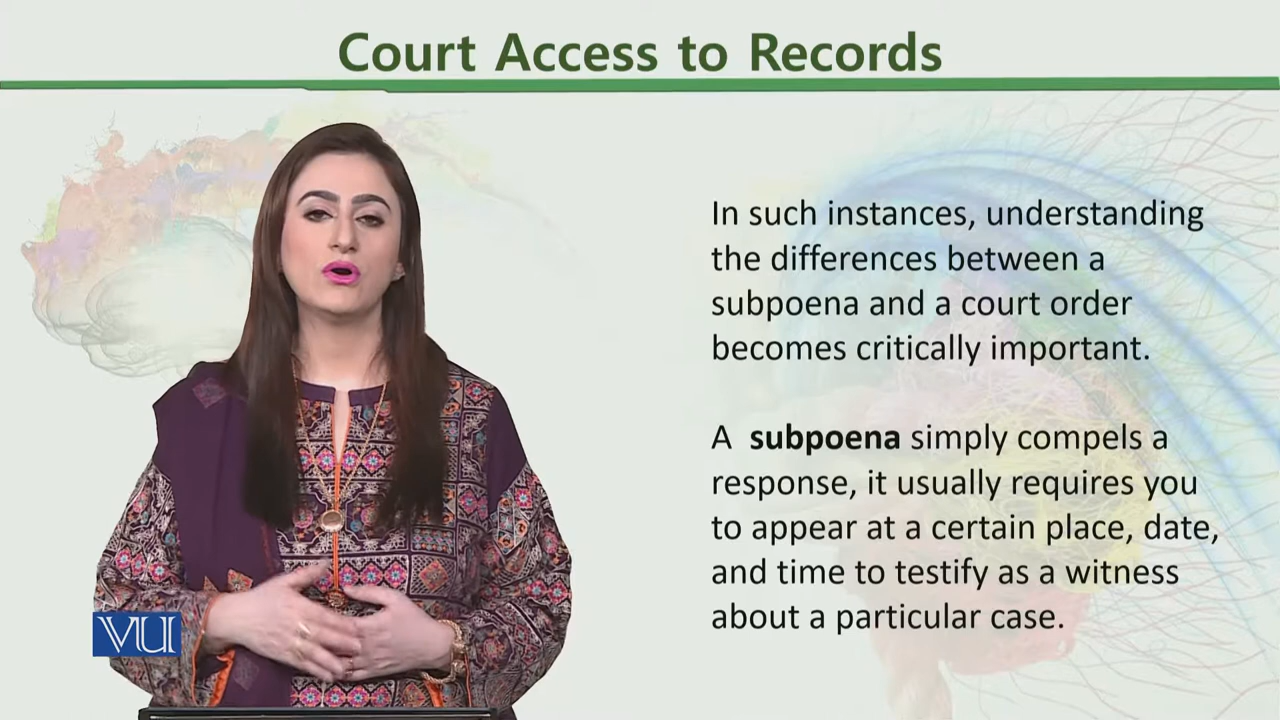 Court Access to Records
In such instances, understanding
the differences between a
subpoena and a court order
becomes critically important.
A subpoena simply compels a
response, it usually requires you
to appear at a certain place, date,
and time to testify as a witness
about a particular case.
VU